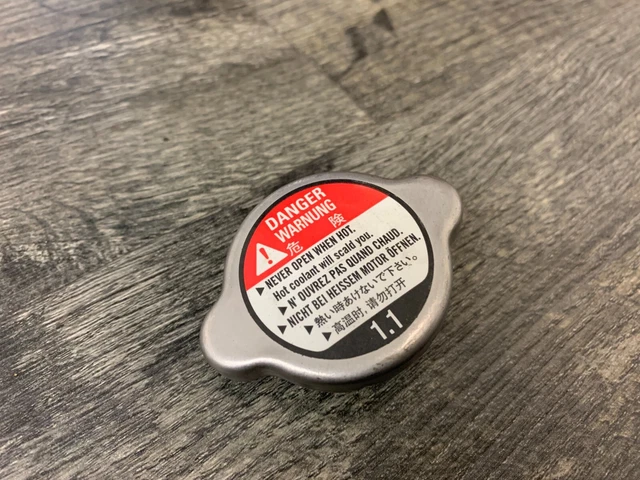 DANGER
WARNUNG
危 険
▶ NEVER OPEN WHEN HOT.
Hot coolant will scald you.
▶ N' OUVREZ PAS QUAND CHAUD.
▶ NICHT BEI HEISSEM MOTOR ÖFFNEN.
▶ 熱い時あけないで下さい。
▶ 高温时, 请勿打开
1.1